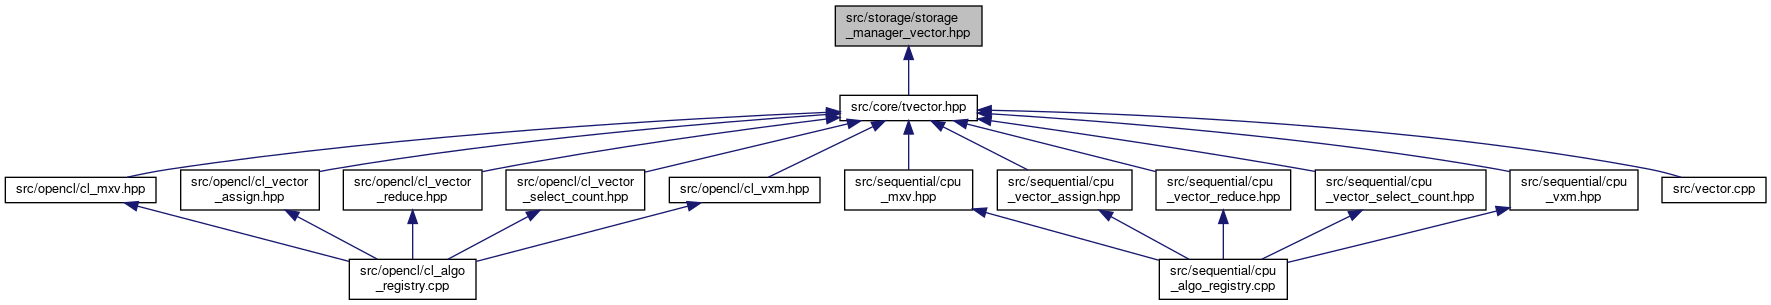 src/storage/storage
_manager_vector.hpp
src/core/tvector.hpp
src/opencl/cl_mxv.hpp
src/opencl/cl_vector
_assign.hpp
src/opencl/cl_vector
_reduce.hpp
src/opencl/cl_vector
_select_count.hpp
src/opencl/cl_vxm.hpp
src/sequential/cpu
_mxv.hpp
src/sequential/cpu
_vector_assign.hpp
src/sequential/cpu
_vector_reduce.hpp
src/sequential/cpu
_vector_select_count.hpp
src/sequential/cpu
_vxm.hpp
src/vector.cpp
src/opencl/cl_algo
_registry.cpp
src/sequential/cpu
_algo_registry.cpp